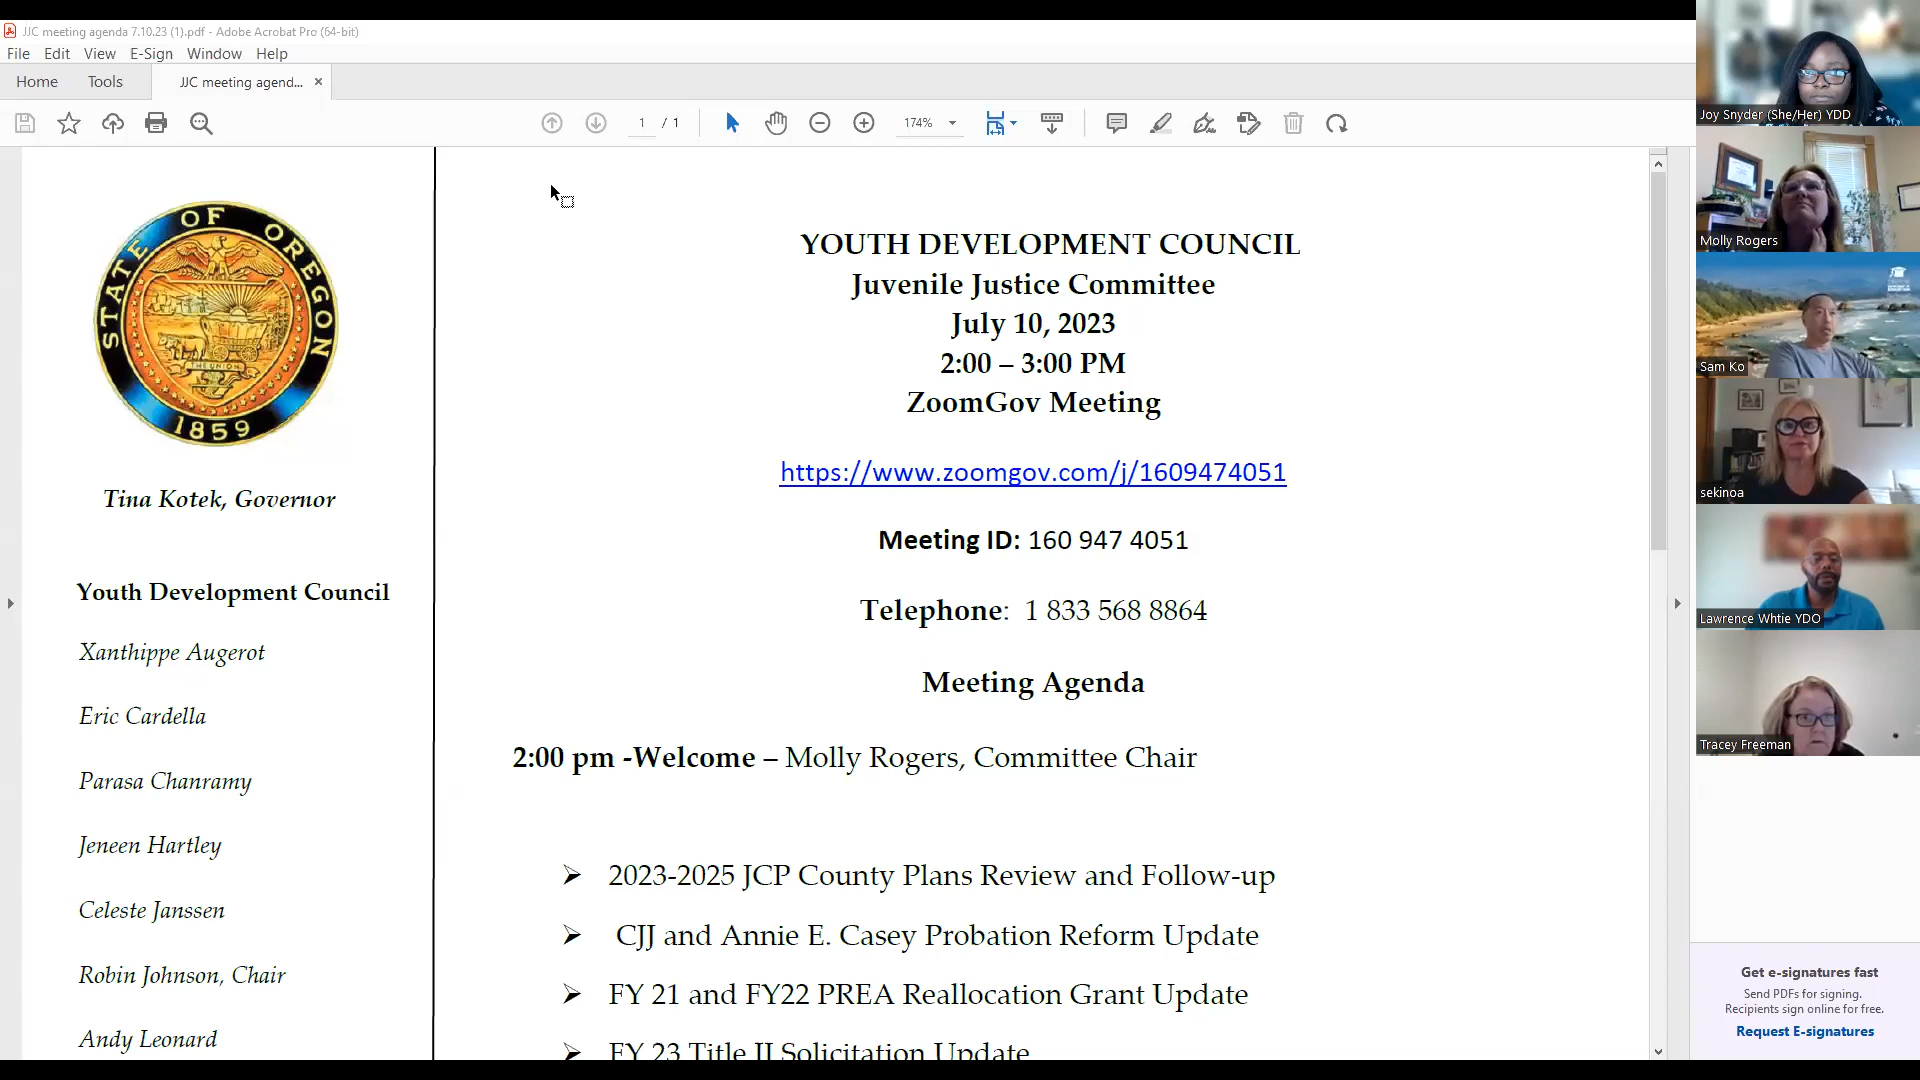 JJC meeting agenda 7.10.23 (1).pdf - Adobe Acrobat Pro (64-bit)
File Edit View E-Sign Window Help
Home Tools JJC meeting agend... ×
1 / 1 174%
STATE OF OREGON
THE UNION
1859
Tina Kotek, Governor
Youth Development Council
Xanthippe Augerot
Eric Cardella
Parasa Chanramy
Jeneen Hartley
Celeste Janssen
Robin Johnson, Chair
Andy Leonard
YOUTH DEVELOPMENT COUNCIL
Juvenile Justice Committee
July 10, 2023
2:00 – 3:00 PM
ZoomGov Meeting
https://www.zoomgov.com/j/1609474051
Meeting ID: 160 947 4051
Telephone: 1 833 568 8864
Meeting Agenda
2:00 pm -Welcome – Molly Rogers, Committee Chair
➢ 2023-2025 JCP County Plans Review and Follow-up
➢ CJJ and Annie E. Casey Probation Reform Update
➢ FY 21 and FY22 PREA Reallocation Grant Update
➢ FY 23 Title II Solicitation Update
Joy Snyder (She/Her) YDD
Molly Rogers
Sam Ko
sekinoa
Lawrence Whtie YDO
Tracey Freeman
Get e-signatures fast
Send PDFs for signing.
Recipients sign online for free.
Request E-signatures